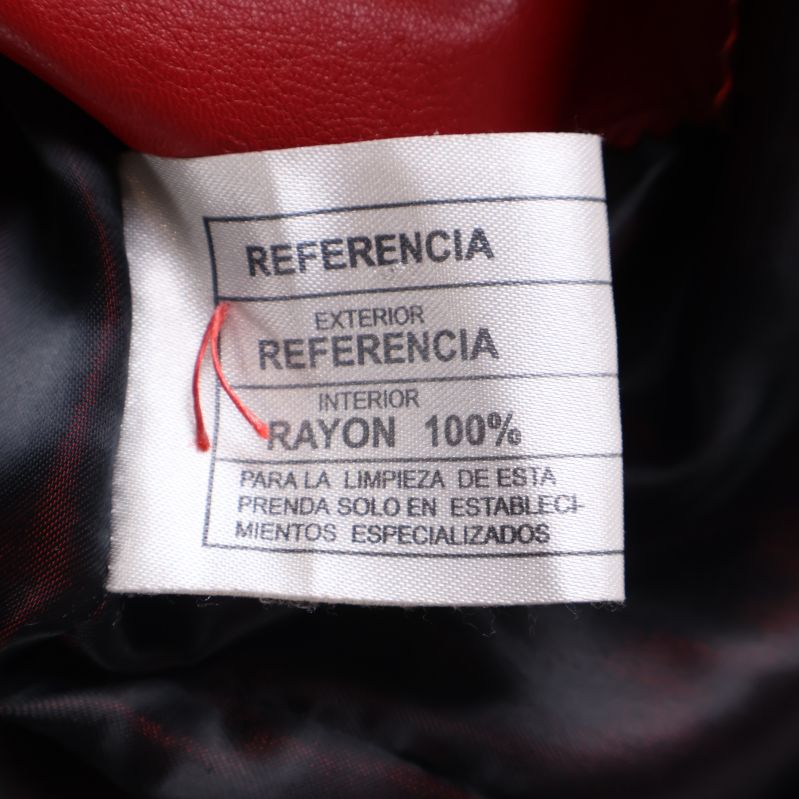 REFERENCIA
EXTERIOR
REFERENCIA
INTERIOR
RAYON 100%
PARA LA LIMPIEZA DE ESTA
PRENDA SOLO EN ESTABLECI-
MIENTOS ESPECIALIZADOS